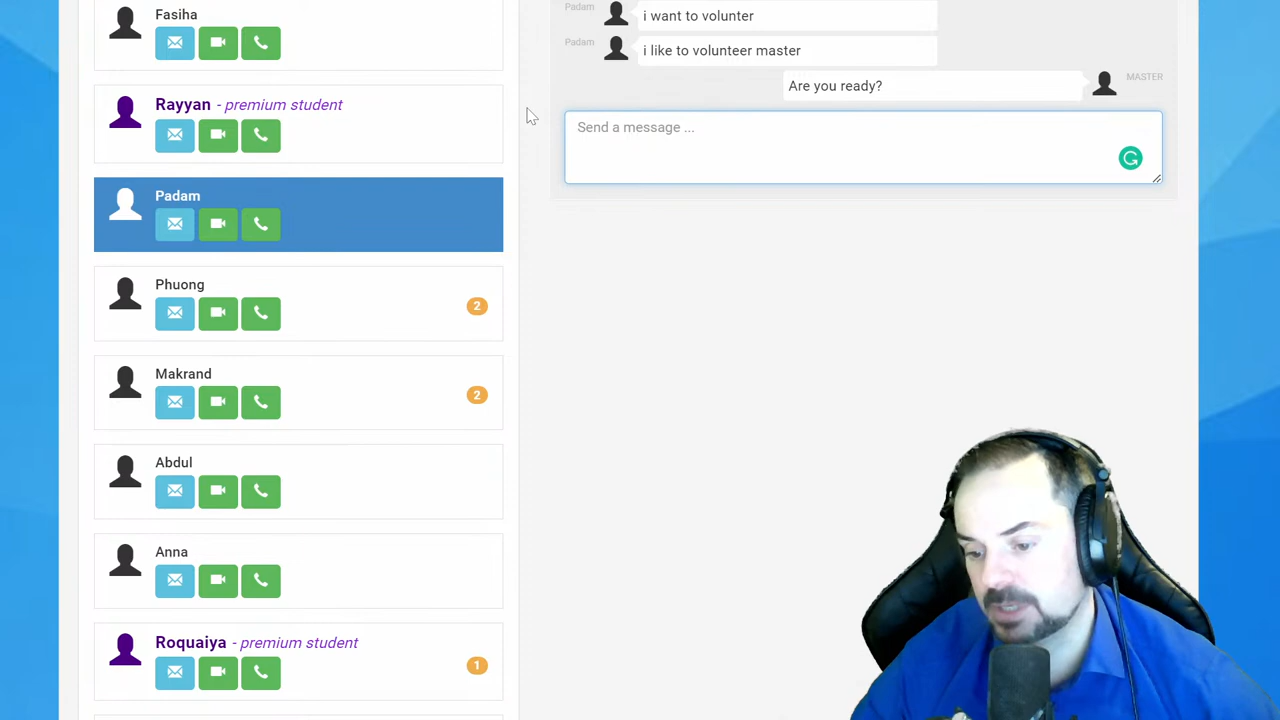 Fasiha
Rayyan - premium student
Padam
Phuong
2
Makrand
2
Abdul
Anna
Roquaiya - premium student
1
Padam
i want to volunter
Padam
i like to volunteer master
Are you ready?
MASTER
Send a message ...